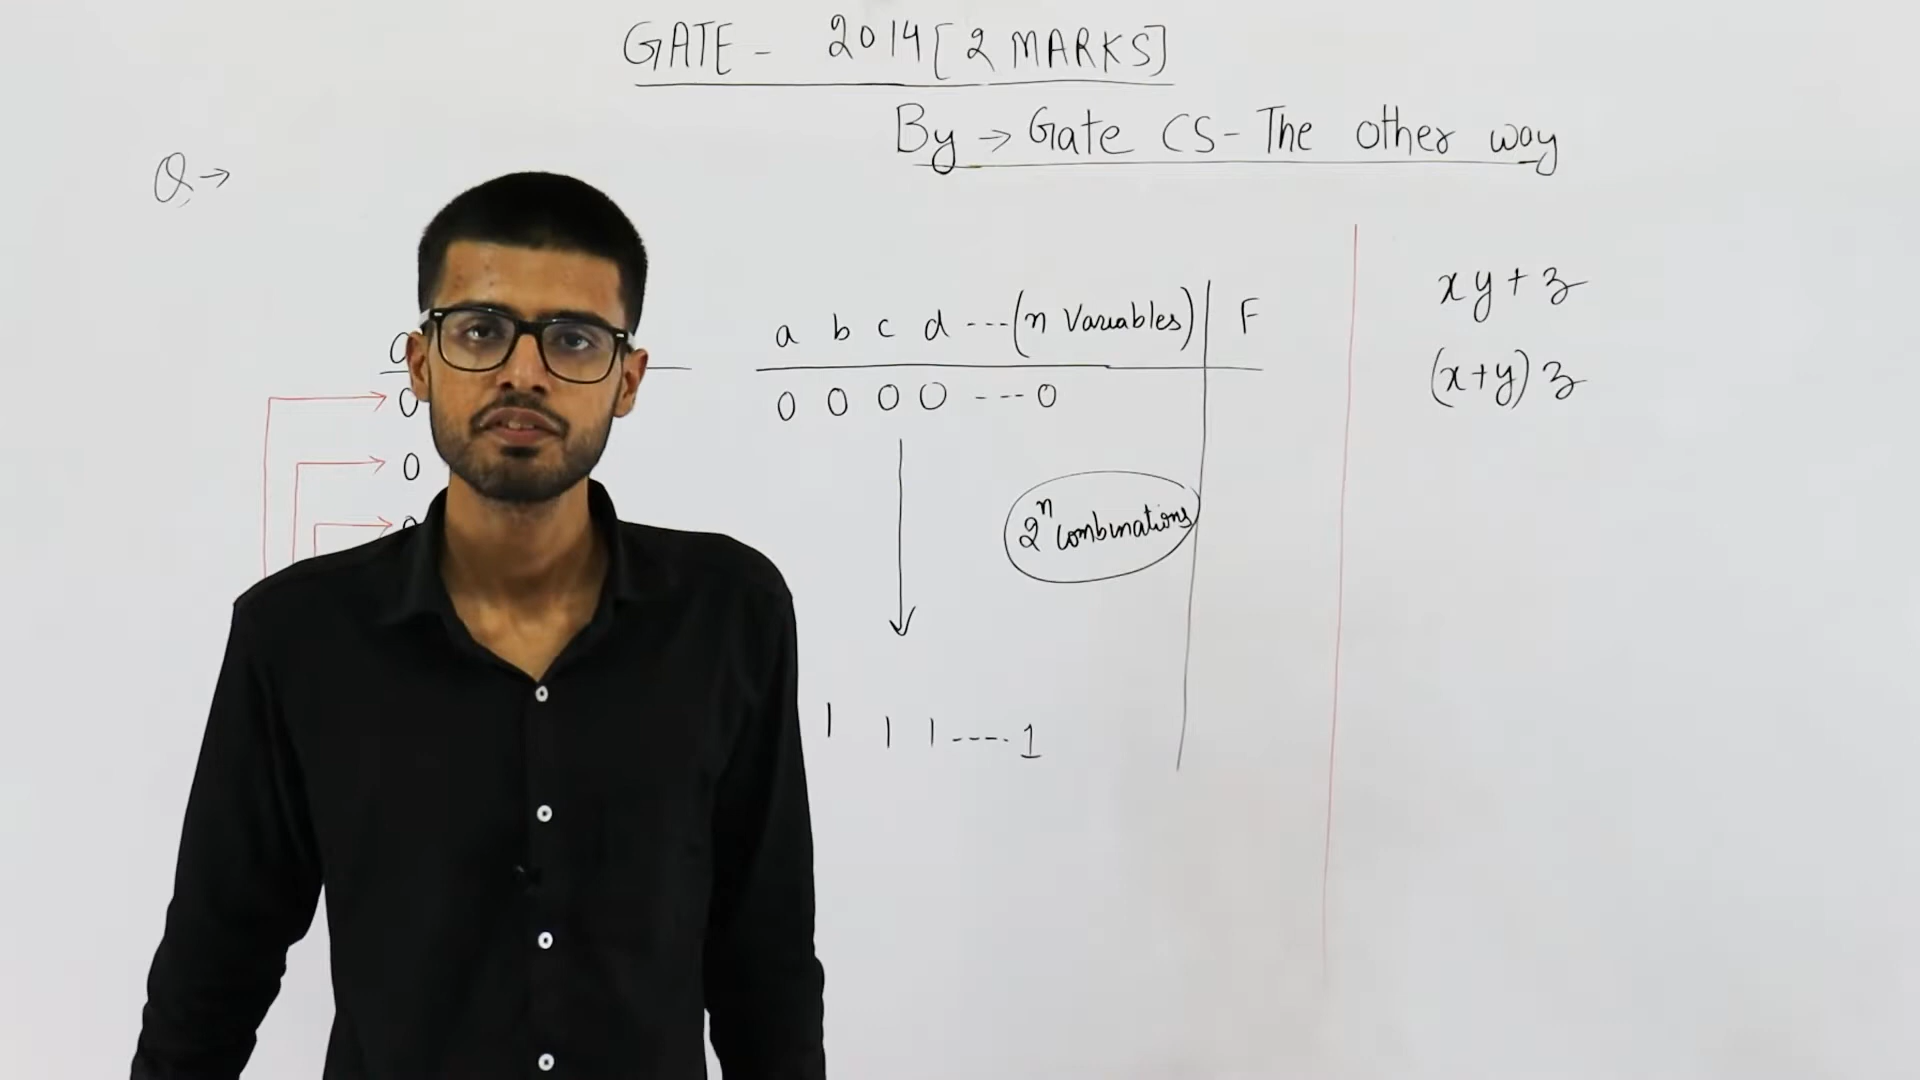 GATE - 2014 [2 MARKS]
By → Gate CS - The other way
Q →
a b c d ---(n Variables) F
0 0 0 0 0 ---0
0
2^n combinations
1 1 1 ---- 1
xy + z
(x+y) z